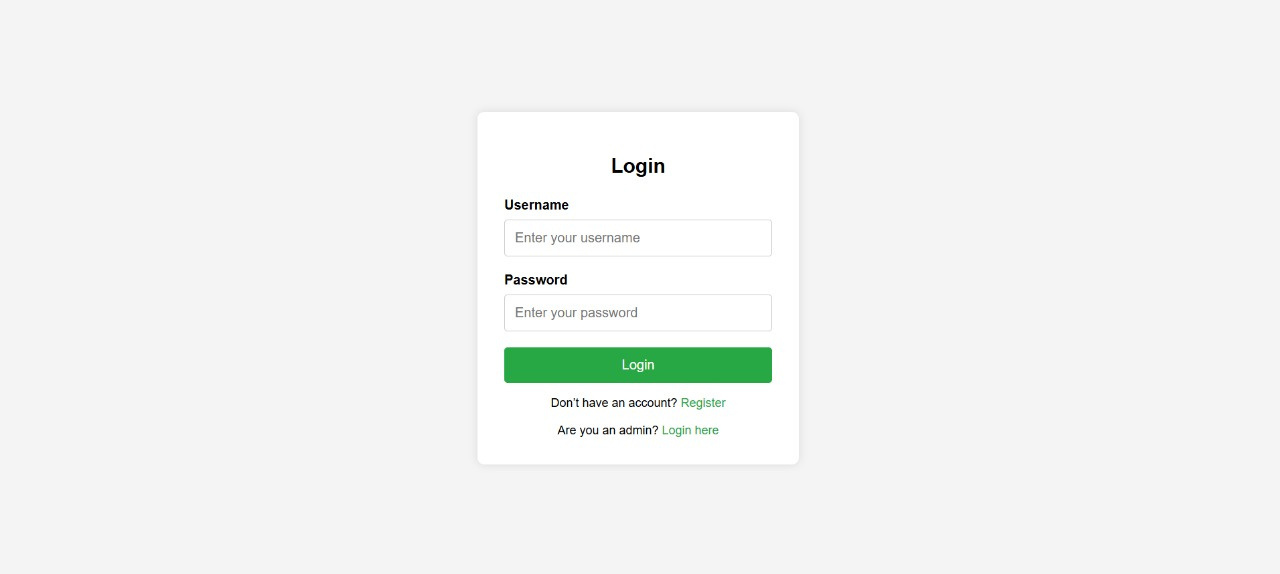 Login
Username
Enter your username
Password
Enter your password
Login
Don't have an account? Register
Are you an admin? Login here